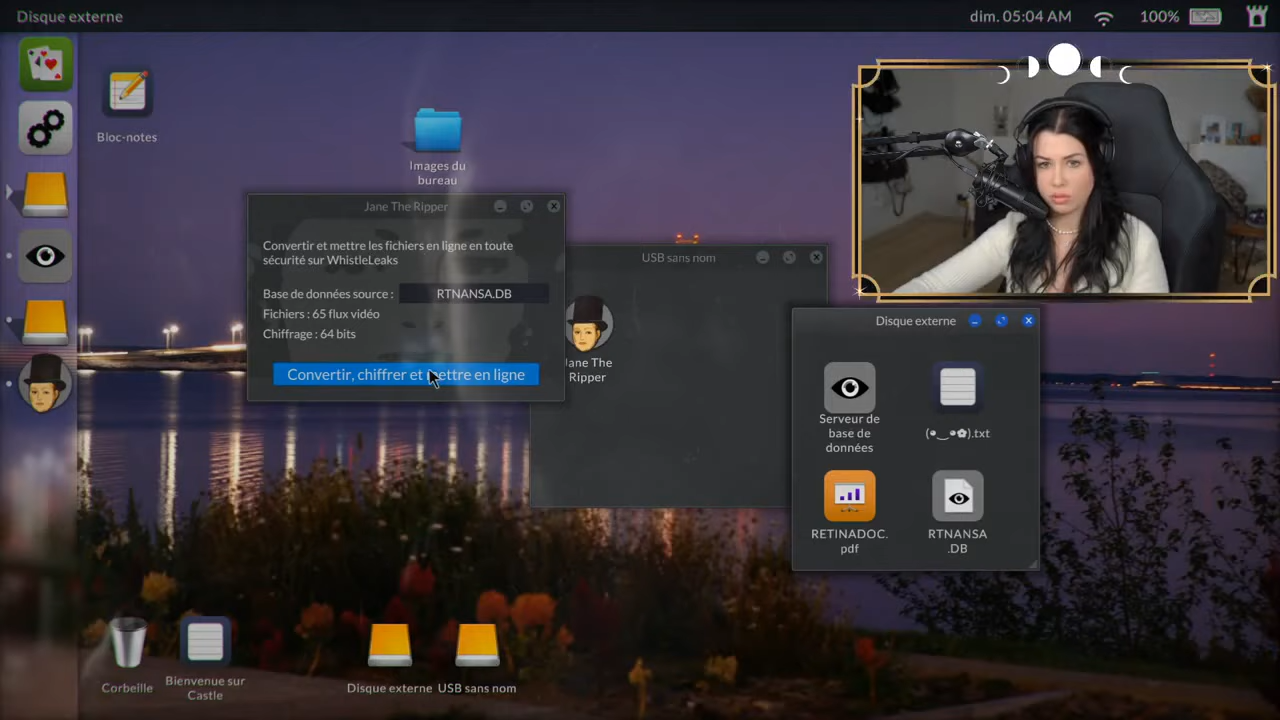 Disque externe
dim. 05:04 AM
100%
Bloc-notes
Images du
bureau
Jane The Ripper
Convertir et mettre les fichiers en ligne en toute
sécurité sur WhistleLeaks
Base de données source :
RTNANSA.DB
Fichiers : 65 flux vidéo
Chiffrage : 64 bits
Convertir, chiffrer et mettre en ligne
USB sans nom
Jane The
Ripper
Disque externe
Serveur de
base de
données
(•‿•✿).txt
RETINADOC.
pdf
RTNANSA
.DB
Corbeille
Bienvenue sur
Castle
Disque externe
USB sans nom